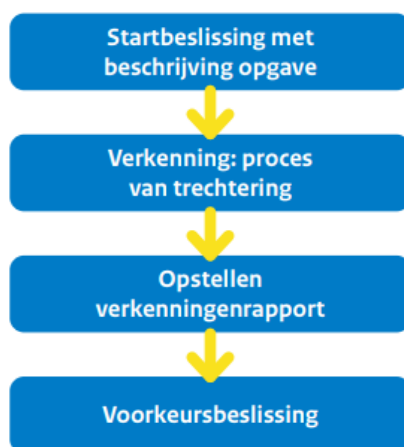 Startbeslissing met
beschrijving opgave
Verkenning: proces
van trechtering
Opstellen
verkenningenrapport
Voorkeursbeslissing